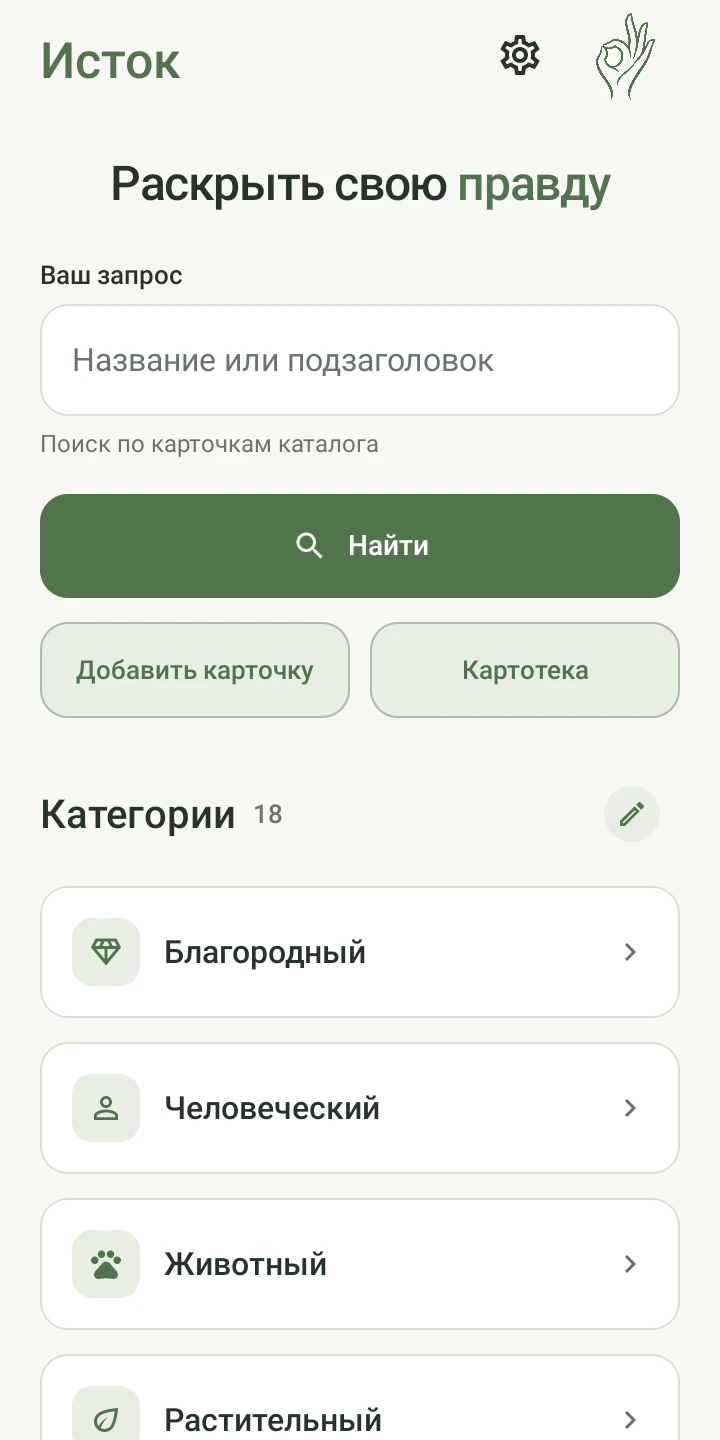 Исток
Раскрыть свою правду
Ваш запрос
Название или подзаголовок
Поиск по карточкам каталога
Найти
Добавить карточку
Картотека
Категории 18
Благородный
Человеческий
Животный
Растительный